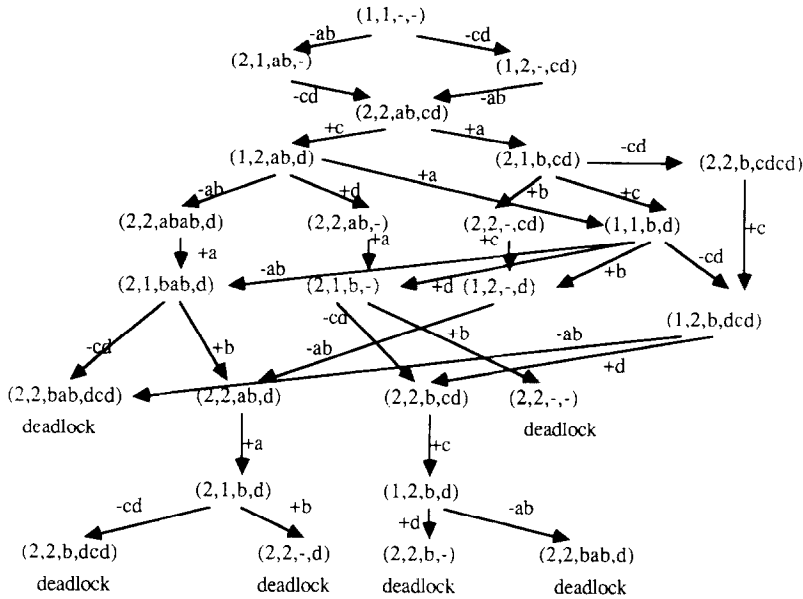 (1,1,-,-)
-ab -cd
(2,1,ab,-) (1,2,-,cd)
-cd -ab
(2,2,ab,cd)
+c +a
(1,2,ab,d) (2,1,b,cd) -cd (2,2,b,cdcd)
-ab +d +a +b +c
(2,2,abab,d) (2,2,ab,-) (2,2,-,cd) (1,1,b,d) +c
+a +a +c -ab +d +b -cd
(2,1,bab,d) (2,1,b,-) (1,2,-,d)
(1,2,b,dcd)
-cd +b -ab -cd +b -ab +d
(2,2,bab,dcd) (2,2,ab,d) (2,2,b,cd) (2,2,-,-)
deadlock deadlock
+a +c
(2,1,b,d) (1,2,b,d)
-cd +b +d -ab
(2,2,b,dcd) (2,2,-,d) (2,2,b,-) (2,2,bab,d)
deadlock deadlock deadlock deadlock